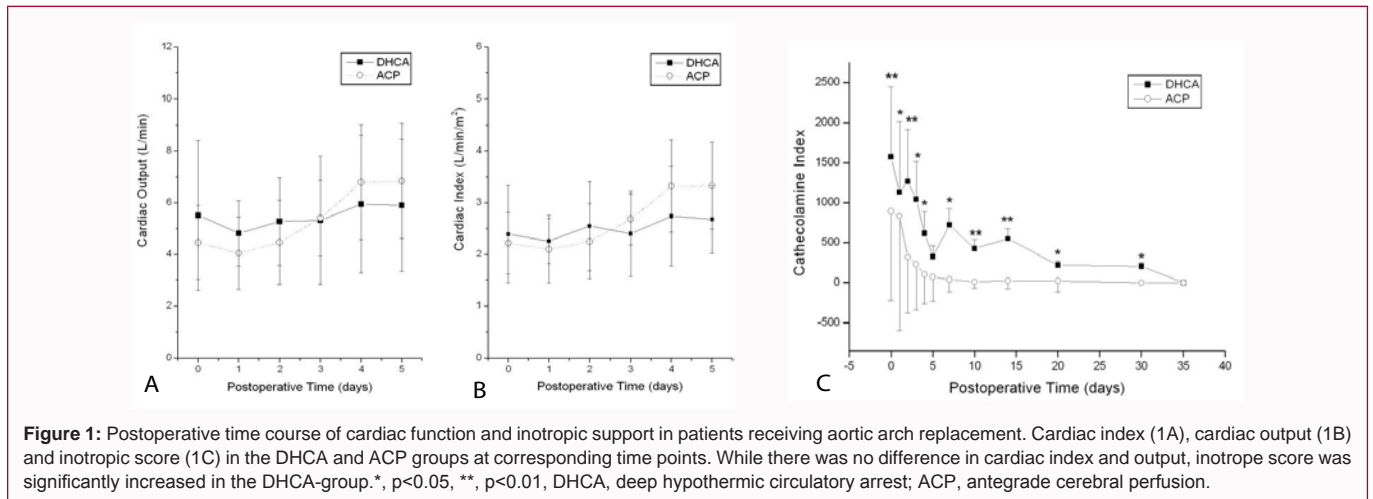 12
10
8
6
4
2
0
Cardiac Output (L/min)
DHCA
ACP
0 1 2 3 4 5
Postoperative Time (days)
A
6
5
4
3
2
1
0
Cardiac Index (L/min/m²)
DHCA
ACP
0 1 2 3 4 5
Postoperative Time (days)
B
2500
2000
1500
1000
500
0
-500
Cathecolamine Index
** * ** * * * ** ** * *
DHCA
ACP
-5 0 5 10 15 20 25 30 35 40
Postoperative Time (days)
C
Figure 1: Postoperative time course of cardiac function and inotropic support in patients receiving aortic arch replacement. Cardiac index (1A), cardiac output (1B)
and inotropic score (1C) in the DHCA and ACP groups at corresponding time points. While there was no difference in cardiac index and output, inotrope score was
significantly increased in the DHCA-group.*, p<0.05, **, p<0.01, DHCA, deep hypothermic circulatory arrest; ACP, antegrade cerebral perfusion.